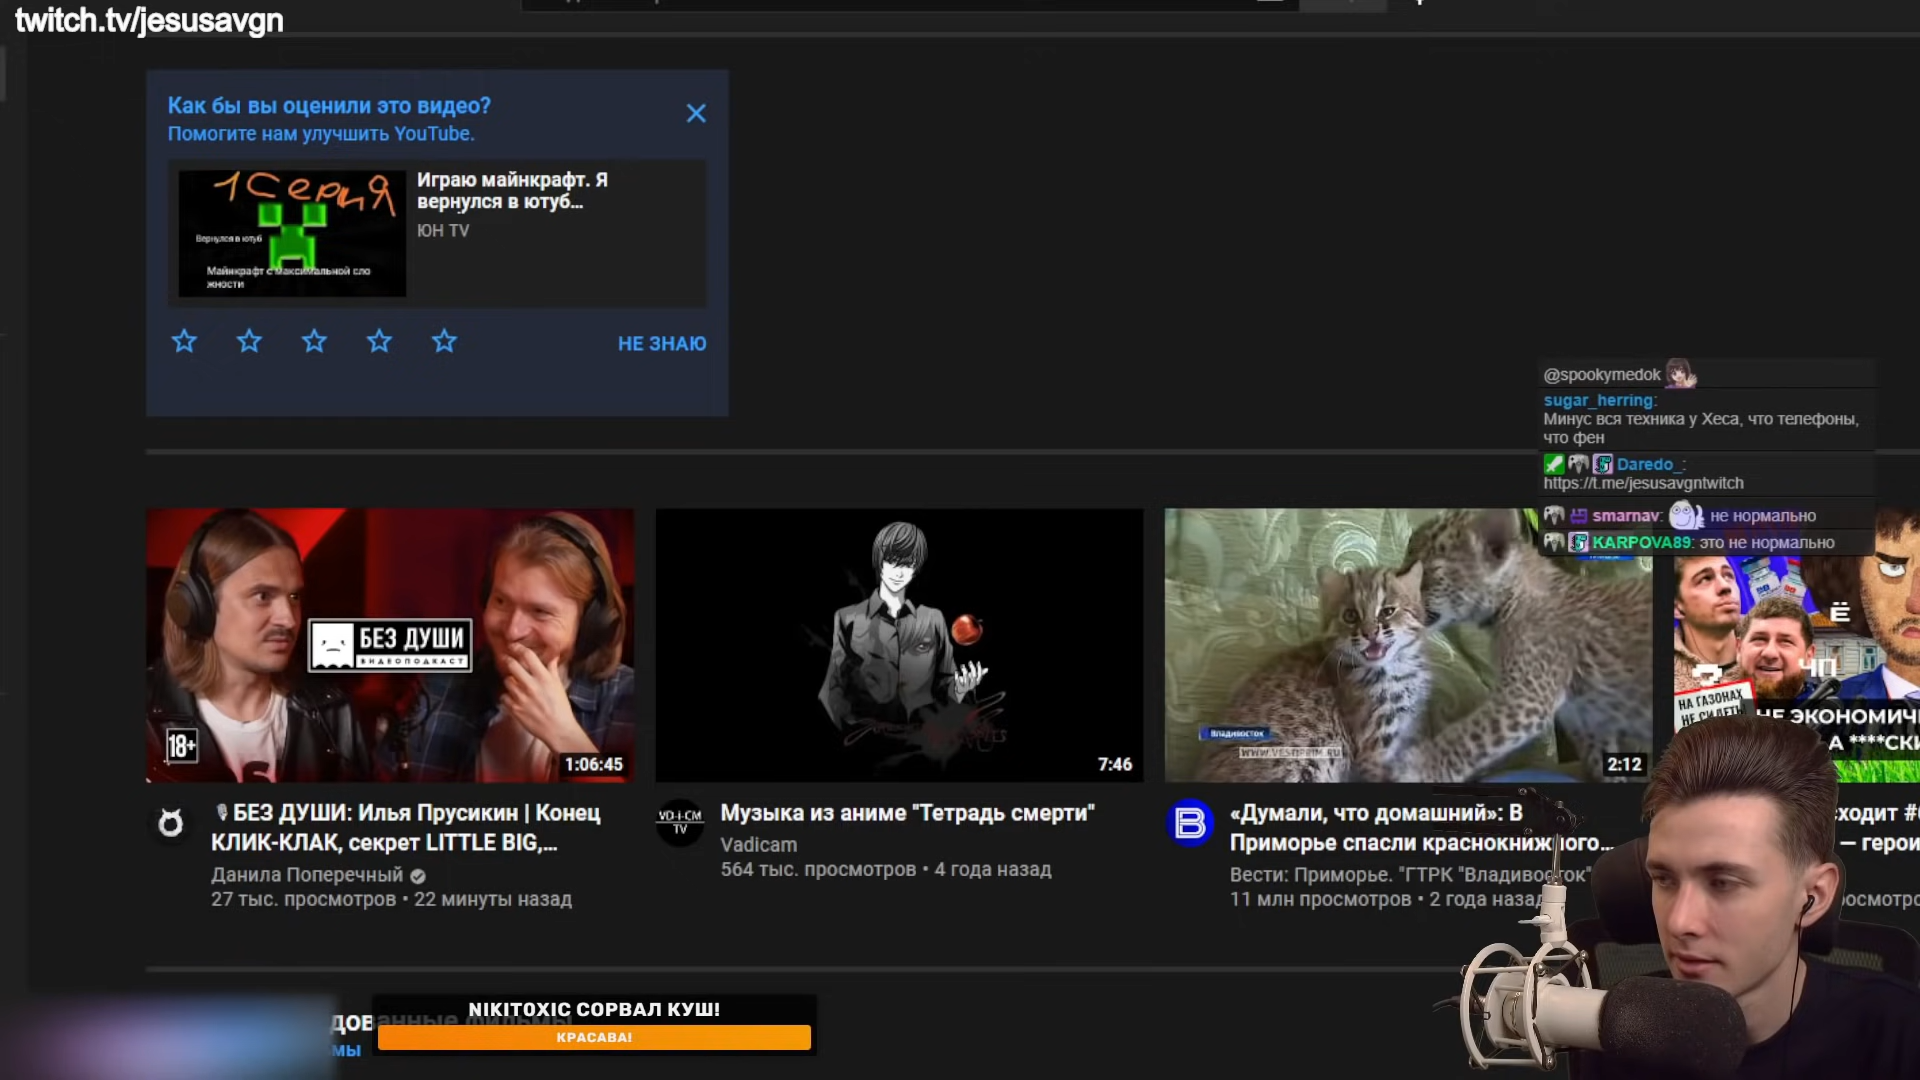 twitch.tv/jesusavgn
Как бы вы оценили это видео?
Помогите нам улучшить YouTube.
1 Серия
Вернулся в ютуб
Майнкрафт с максимальной сло
жности
Играю майнкрафт. Я
вернулся в ютуб...
ЮН TV
НЕ ЗНАЮ
@spookymedok
sugar_herring:
Минус вся техника у Хеса, что телефоны,
что фен
Daredo_:
https://t.me/jesusavgntwitch
smarnav: не нормально
KARPOVA89: это не нормально
БЕЗ ДУШИ
ВИДЕОПОДКАСТ
18+
1:06:45
7:46
Владивосток
WWW.VESTIPRIM.RU
2:12
Ё
ЧП
?
НА ГАЗОНАХ
НЕ СИДЕТЬ
НЕ ЭКОНОМИЧ
А ****СКИ
БЕЗ ДУШИ: Илья Прусикин | Конец
КЛИК-КЛАК, секрет LITTLE BIG,...
Данила Поперечный
27 тыс. просмотров • 22 минуты назад
VD-i-CM
TV
Музыка из аниме "Тетрадь смерти"
Vadicam
564 тыс. просмотров • 4 года назад
В
«Думали, что домашний»: В
Приморье спасли краснокнижного...
Вести: Приморье. "ГТРК "Владивосток"
11 млн просмотров • 2 года назад
сходит #
— герои
росмотро
дованные фильмы
мы
NIKITOXIC СОРВАЛ КУШ!
КРАСАВА!